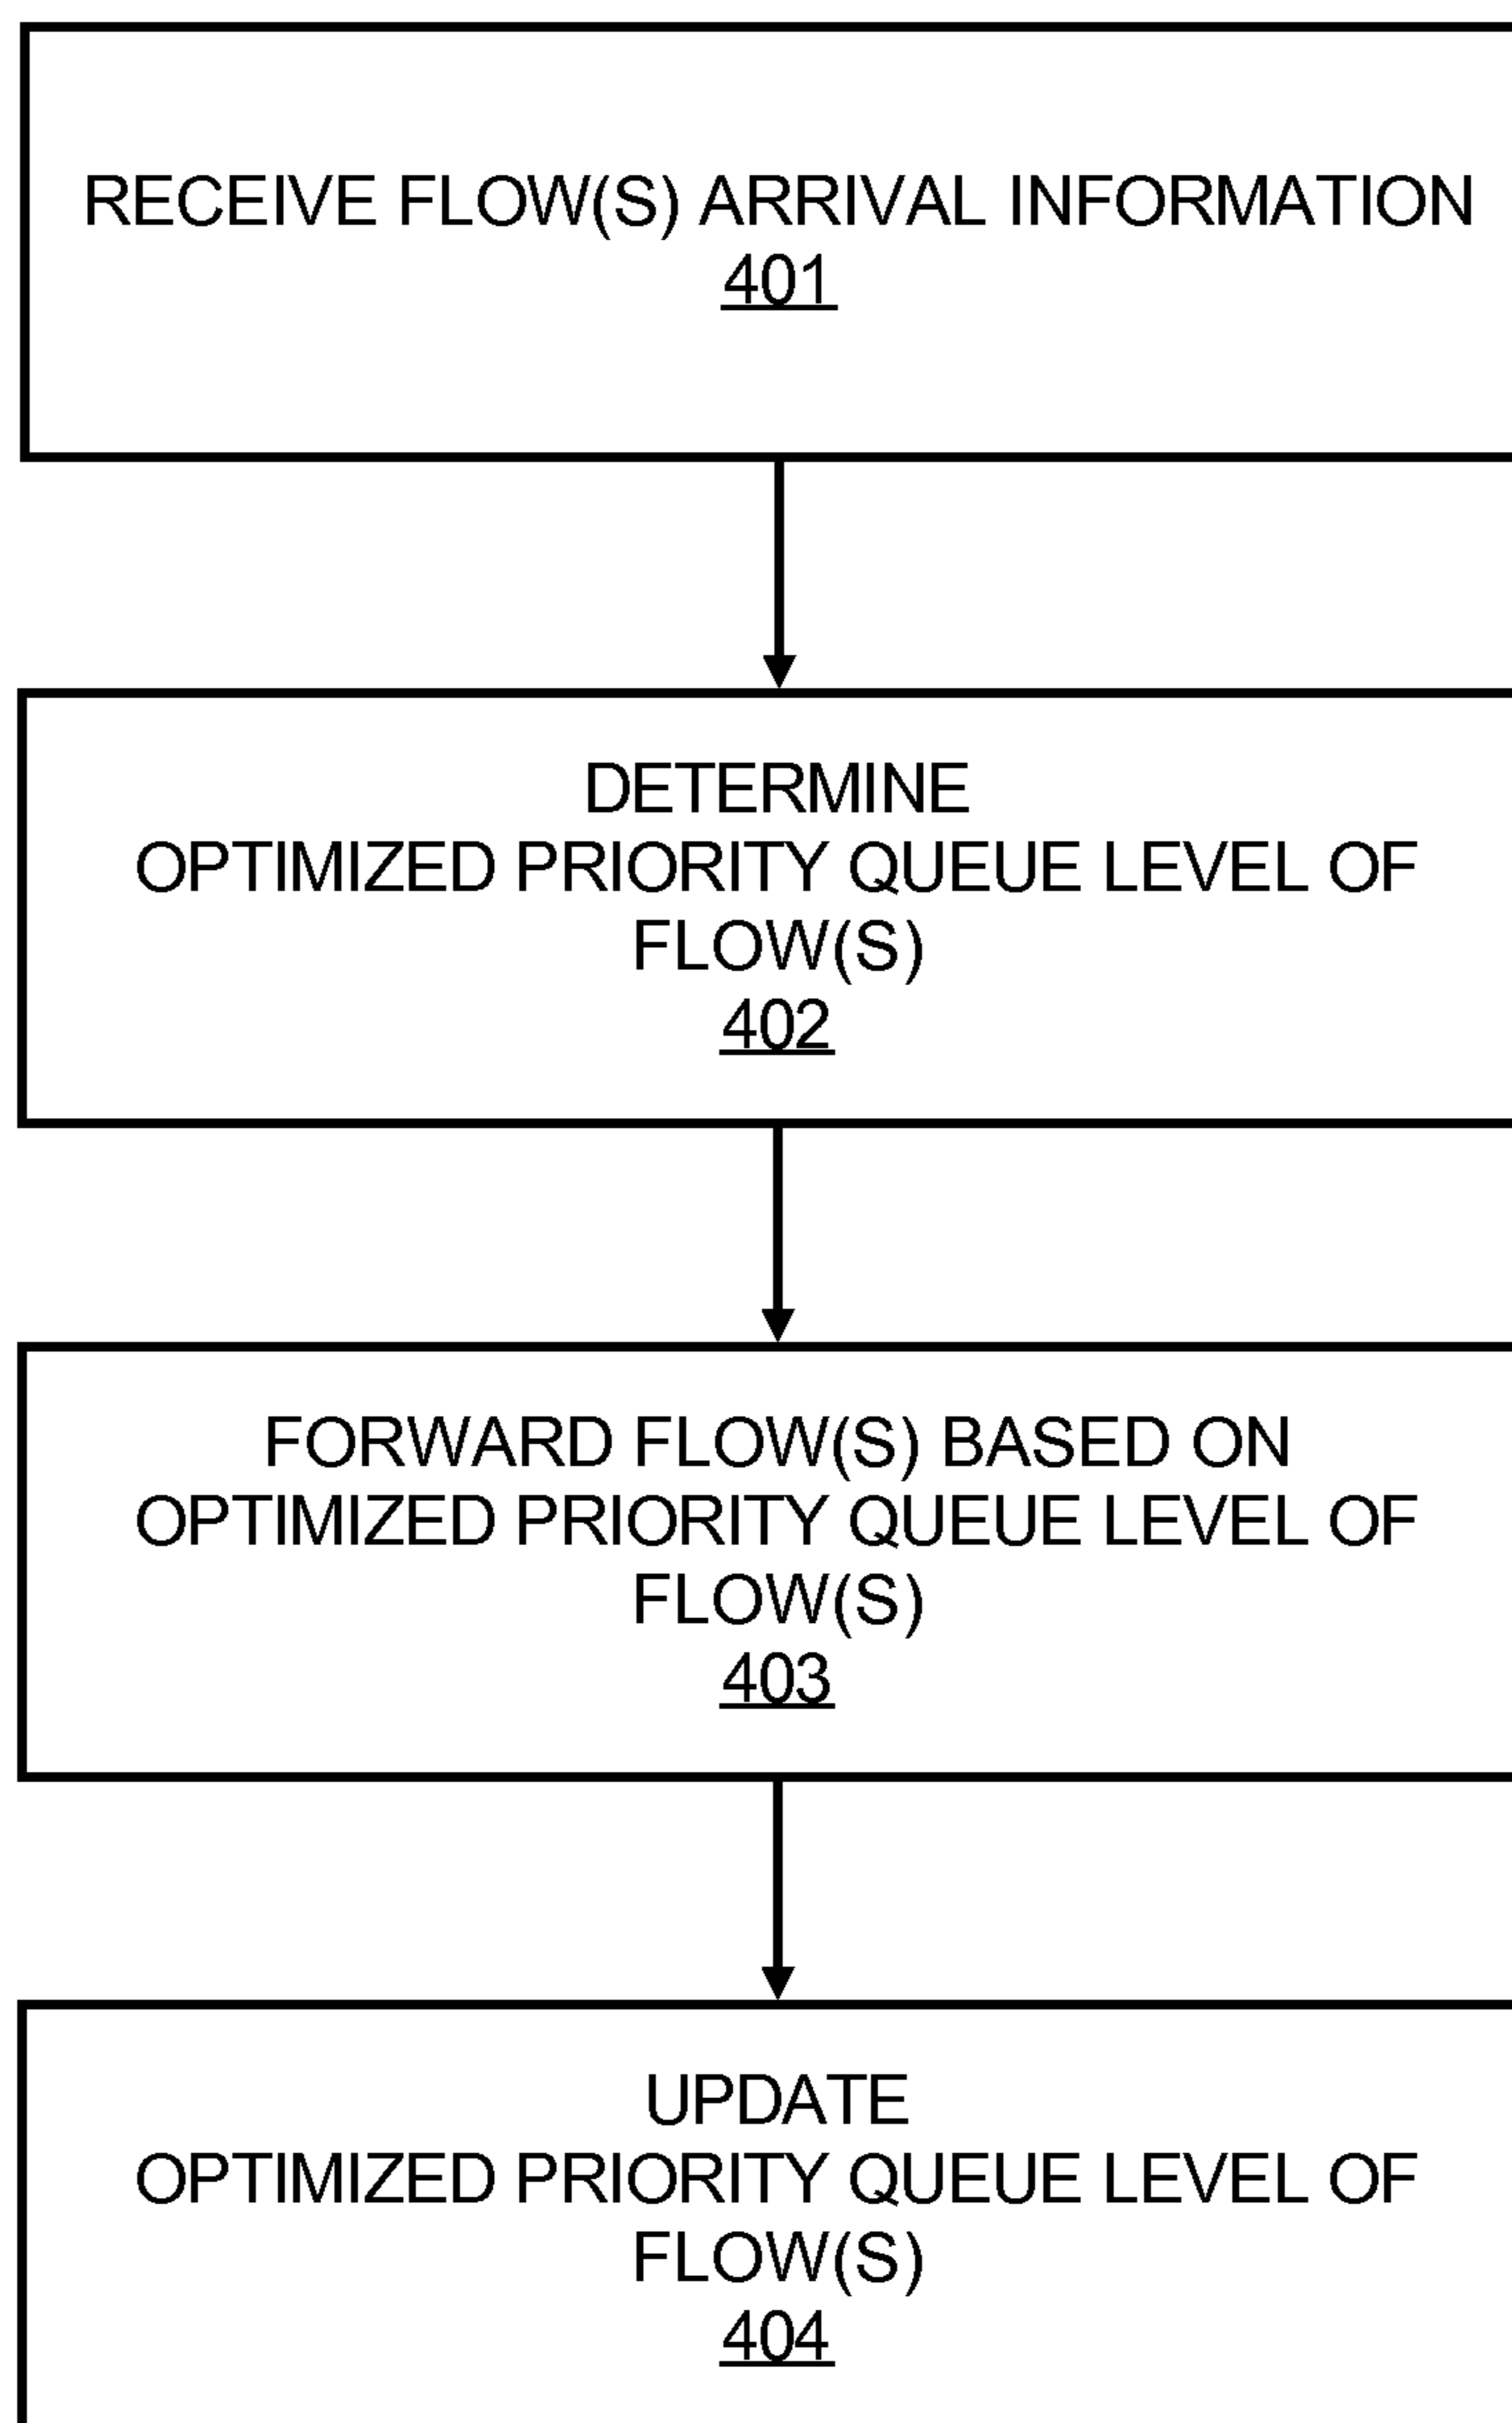 RECEIVE FLOW(S) ARRIVAL INFORMATION
401
DETERMINE
OPTIMIZED PRIORITY QUEUE LEVEL OF
FLOW(S)
402
FORWARD FLOW(S) BASED ON
OPTIMIZED PRIORITY QUEUE LEVEL OF
FLOW(S)
403
UPDATE
OPTIMIZED PRIORITY QUEUE LEVEL OF
FLOW(S)
404